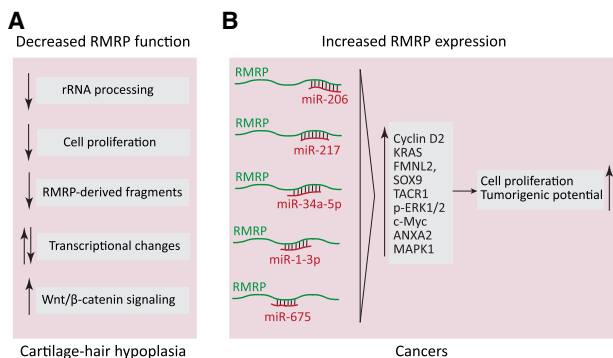 A
Decreased RMRP function
rRNA processing
Cell proliferation
RMRP-derived fragments
Transcriptional changes
Wnt/β-catenin signaling
Cartilage-hair hypoplasia
B
Increased RMRP expression
RMRP
miR-206
RMRP
miR-217
RMRP
miR-34a-5p
RMRP
miR-1-3p
RMRP
miR-675
Cyclin D2
KRAS
FMNL2,
SOX9
TACR1
p-ERK1/2
c-Myc
ANXA2
MAPK1
Cell proliferation
Tumorigenic potential
Cancers